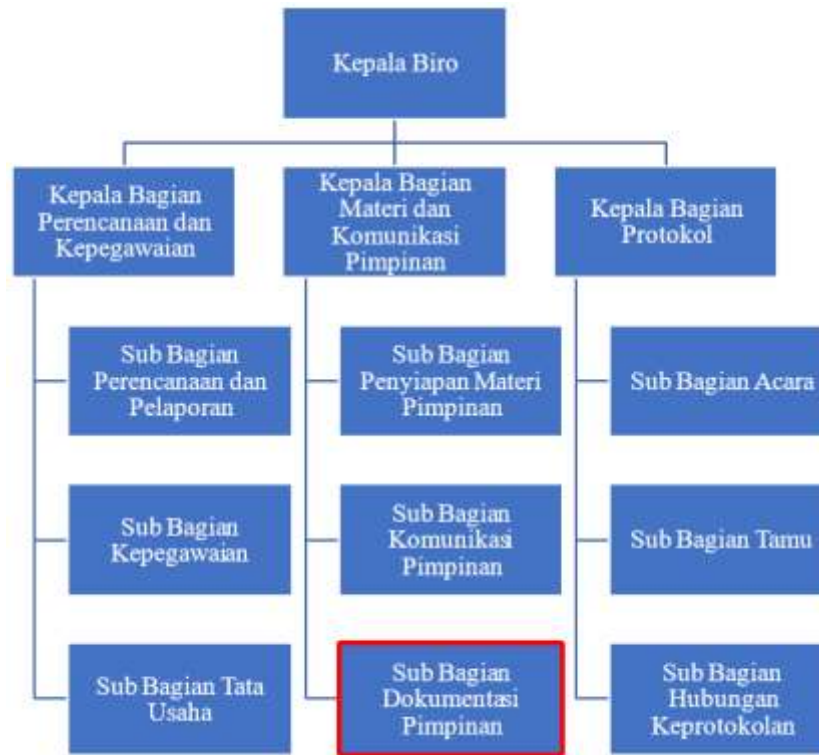 Kepala Biro
Kepala Bagian
Perencanaan dan
Kepegawaian
Kepala Bagian
Materi dan
Komunikasi
Pimpinan
Kepala Bagian
Protokol
Sub Bagian
Perencanaan dan
Pelaporan
Sub Bagian
Penyiapan Materi
Pimpinan
Sub Bagian Acara
Sub Bagian
Kepegawaian
Sub Bagian
Komunikasi
Pimpinan
Sub Bagian Tamu
Sub Bagian Tata
Usaha
Sub Bagian
Dokumentasi
Pimpinan
Sub Bagian
Hubungan
Keprotokolan